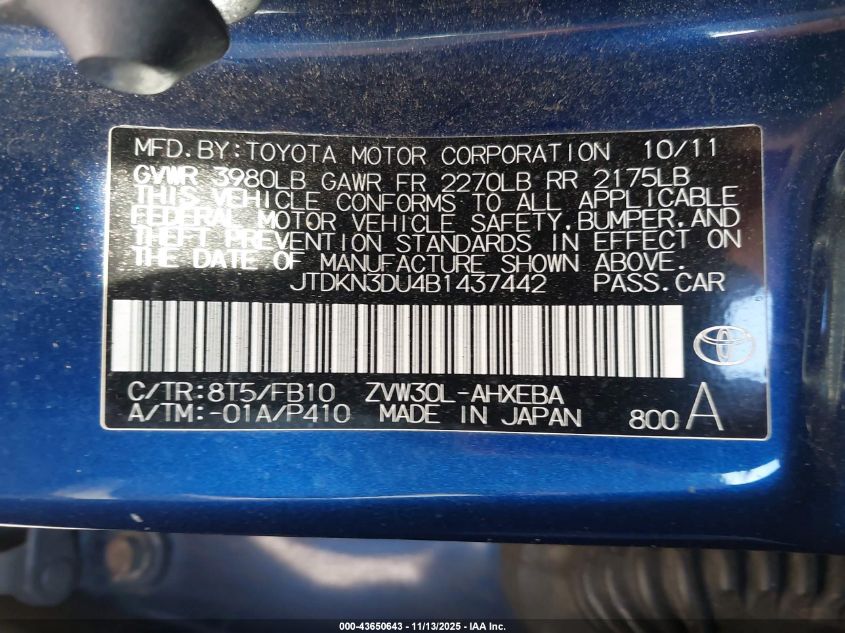 MFD.BY:TOYOTA MOTOR CORPORATION 10/11
GVWR 3980LB GAWR FR 2270LB RR 2175LB
THIS VEHICLE CONFORMS TO ALL APPLICABLE
FEDERAL MOTOR VEHICLE SAFETY,BUMPER,AND
THEFT PREVENTION STANDARDS IN EFFECT ON
THE DATE OF MANUFACTURE SHOWN ABOVE.
JTDKN3DU4B1437442 PASS.CAR
C/TR:8T5/FB10 ZVW30L-AHXEBA
A/TM:-01A/P410 MADE IN JAPAN 800 A
000-43650643 — 11/13/2025 — IAA Inc.